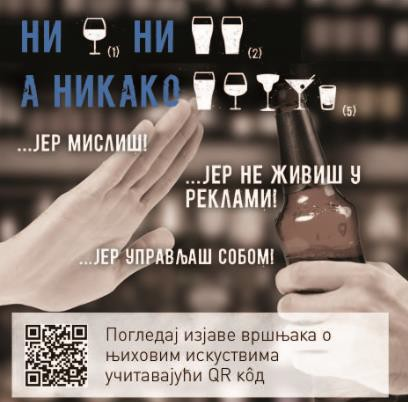 НИ (1) НИ (2)
А НИКАКО (5)
...ЈЕР МИСЛИШ!
...ЈЕР НЕ ЖИВИШ У
РЕКЛАМИ!
...ЈЕР УПРАВЉАШ СОБОМ!
Погледај изјаве вршњака о
њиховим искуствима
учитавајући QR кôд